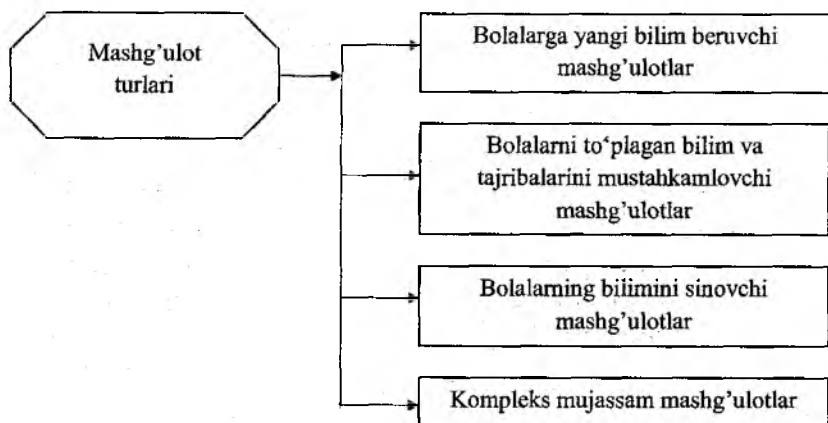 Mashg'ulot
turlari
Bolalarga yangi bilim beruvchi
mashg'ulotlar
Bolalarni to‘plagan bilim va
tajribalarini mustahkamlovchi
mashg'ulotlar
Bolalarning bilimini sinovchi
mashg'ulotlar
Kompleks mujassam mashg'ulotlar